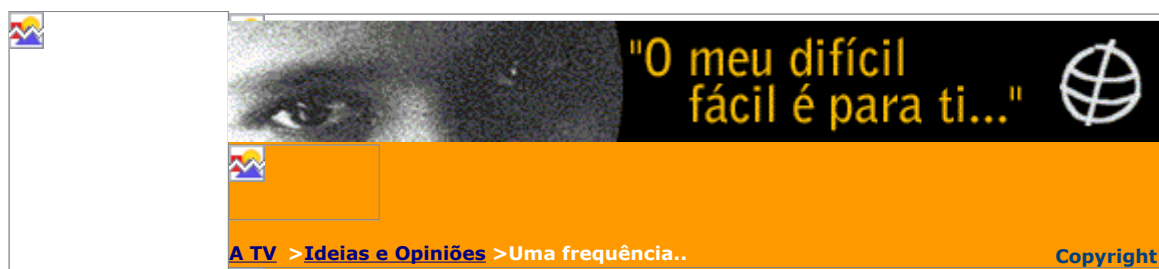 "O meu difícil
fácil é para ti..."
A TV >Ideias e Opiniões >Uma frequência.. Copyright